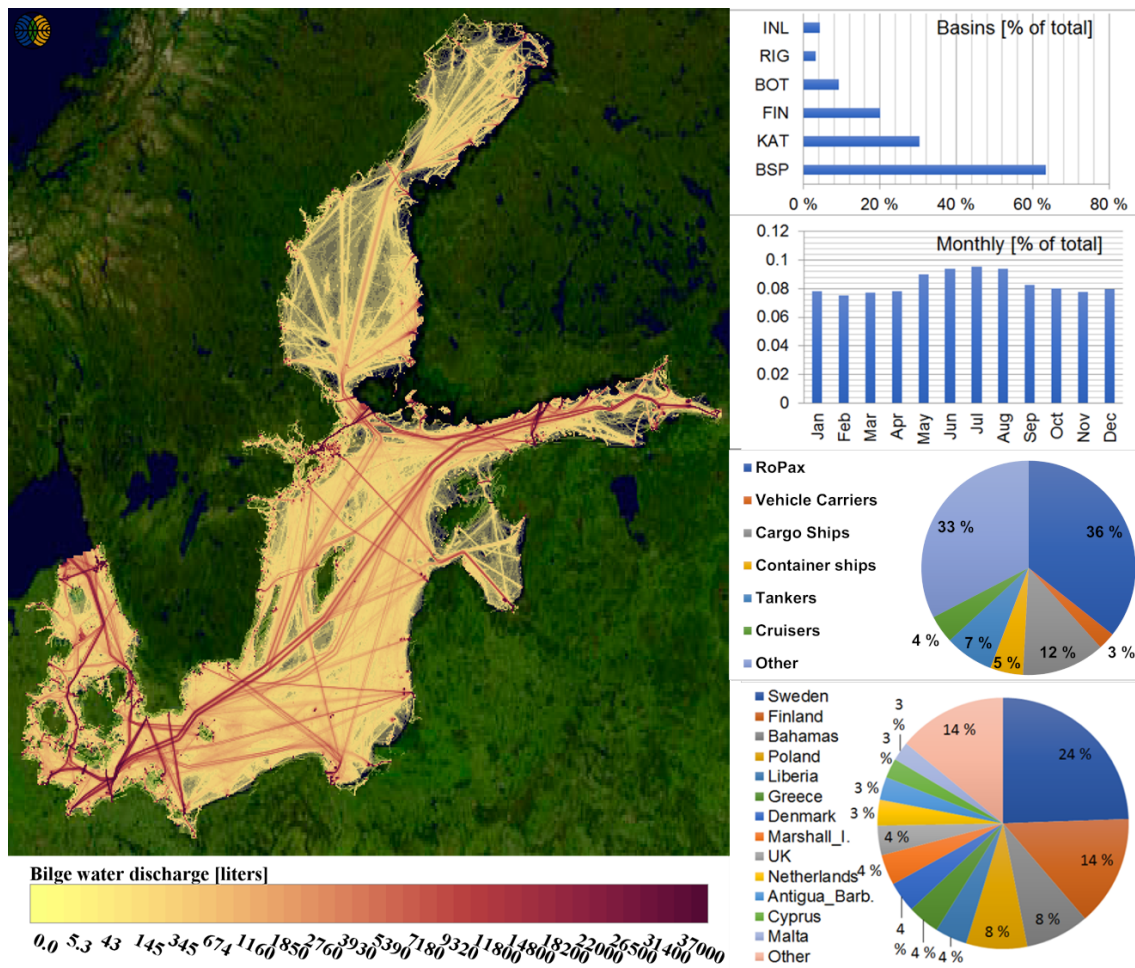 INL
RIG
BOT
FIN
KAT
BSP
Basins [% of total]
0 % 20 % 40 % 60 % 80 %
Monthly [% of total]
0.12
0.1
0.08
0.06
0.04
0.02
0
Jan Feb Mar Apr May Jun Jul Aug Sep Oct Nov Dec
RoPax
Vehicle Carriers
Cargo Ships
Container ships
Tankers
Cruisers
Other
33 %
36 %
4 %
7 %
5 %
12 %
3 %
Sweden
Finland
Bahamas
Poland
Liberia
Greece
Denmark
Marshall_I.
UK
Netherlands
Antigua_Barb.
Cyprus
Malta
Other
3
%
3
%
14 %
24 %
3 %
3 %
4 %
4 %
14 %
4
%
4 %
4 %
8 %
8 %
Bilge water discharge [liters]
0.0 5.3 43 145 345 674 1160 1850 2760 3930 5390 7180 9320 11800 14800 18200 22000 26500 31400 37000